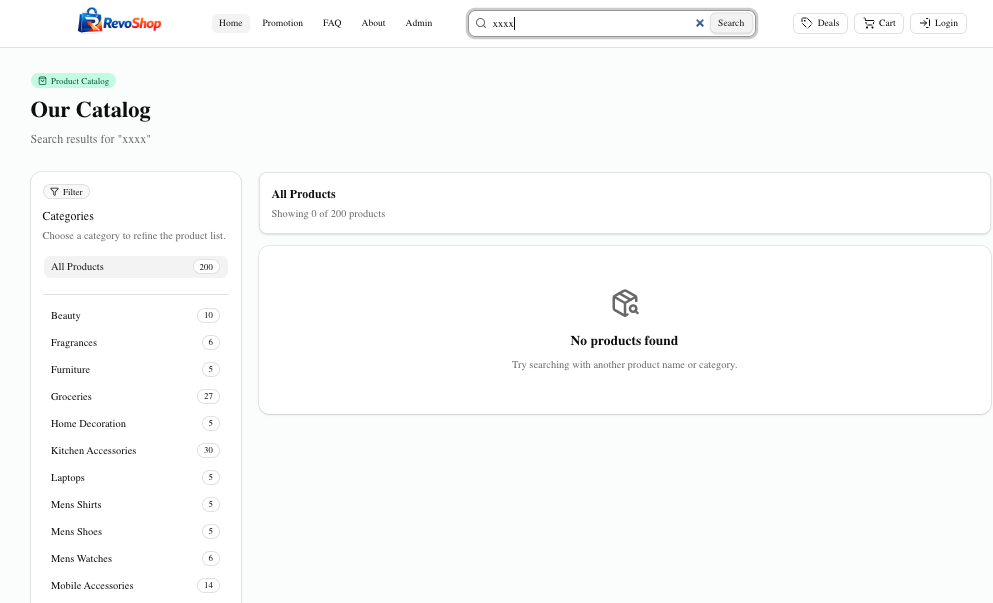 RevoShop
Home Promotion FAQ About Admin
xxxx
Search
Deals Cart Login
Product Catalog
Our Catalog
Search results for "xxxx"
Filter
Categories
Choose a category to refine the product list.
All Products 200
Beauty 10
Fragrances 6
Furniture 5
Groceries 27
Home Decoration 5
Kitchen Accessories 30
Laptops 5
Mens Shirts 5
Mens Shoes 5
Mens Watches 6
Mobile Accessories 14
All Products
Showing 0 of 200 products
No products found
Try searching with another product name or category.